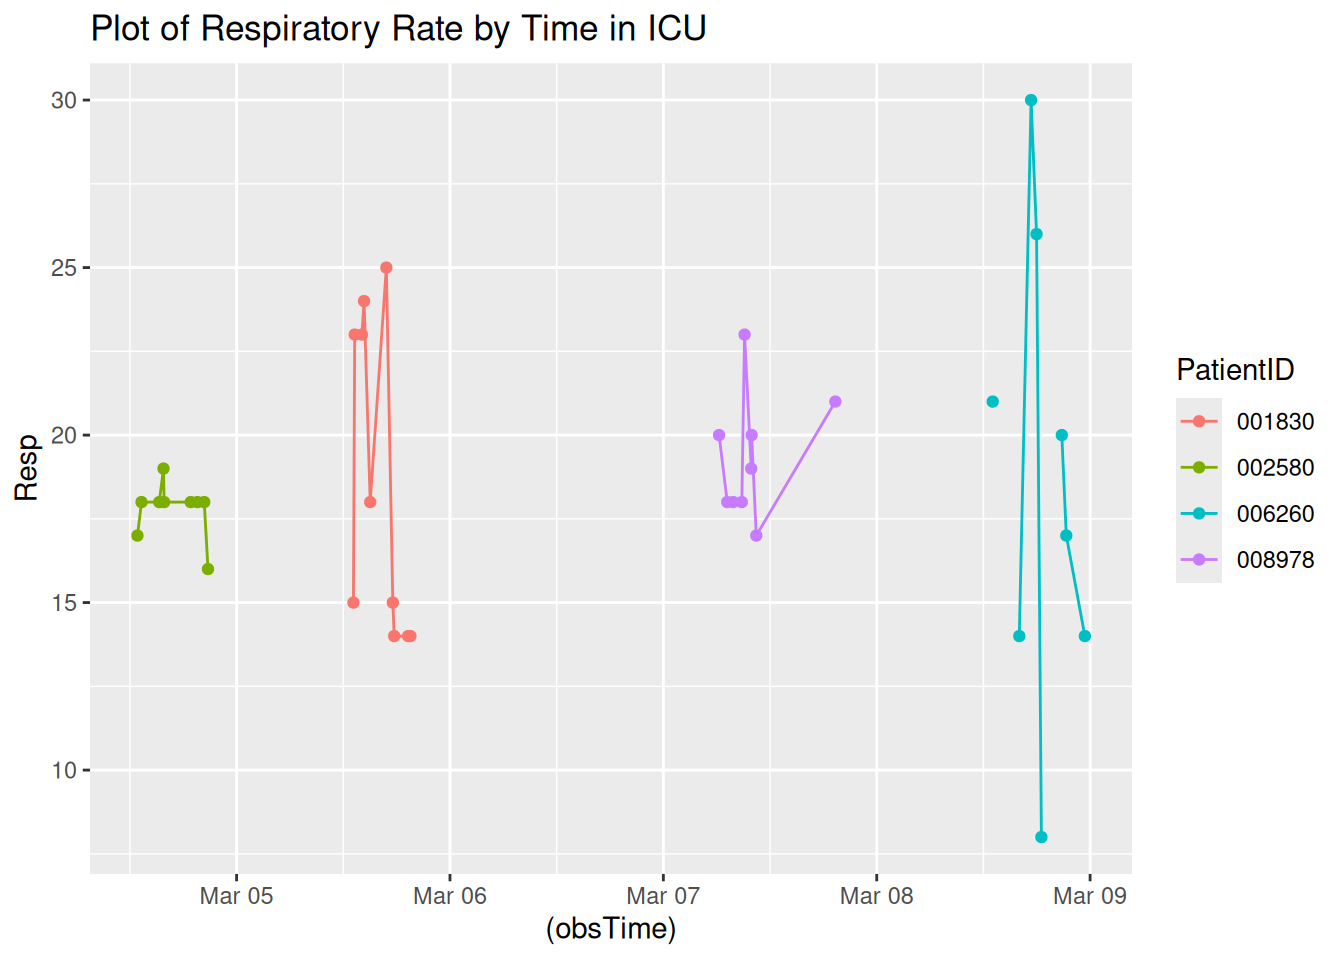 Plot of Respiratory Rate by Time in ICU
30
25
20
15
10
Resp
Mar 05
Mar 06
Mar 07
Mar 08
Mar 09
(obsTime)
PatientID
001830
002580
006260
008978